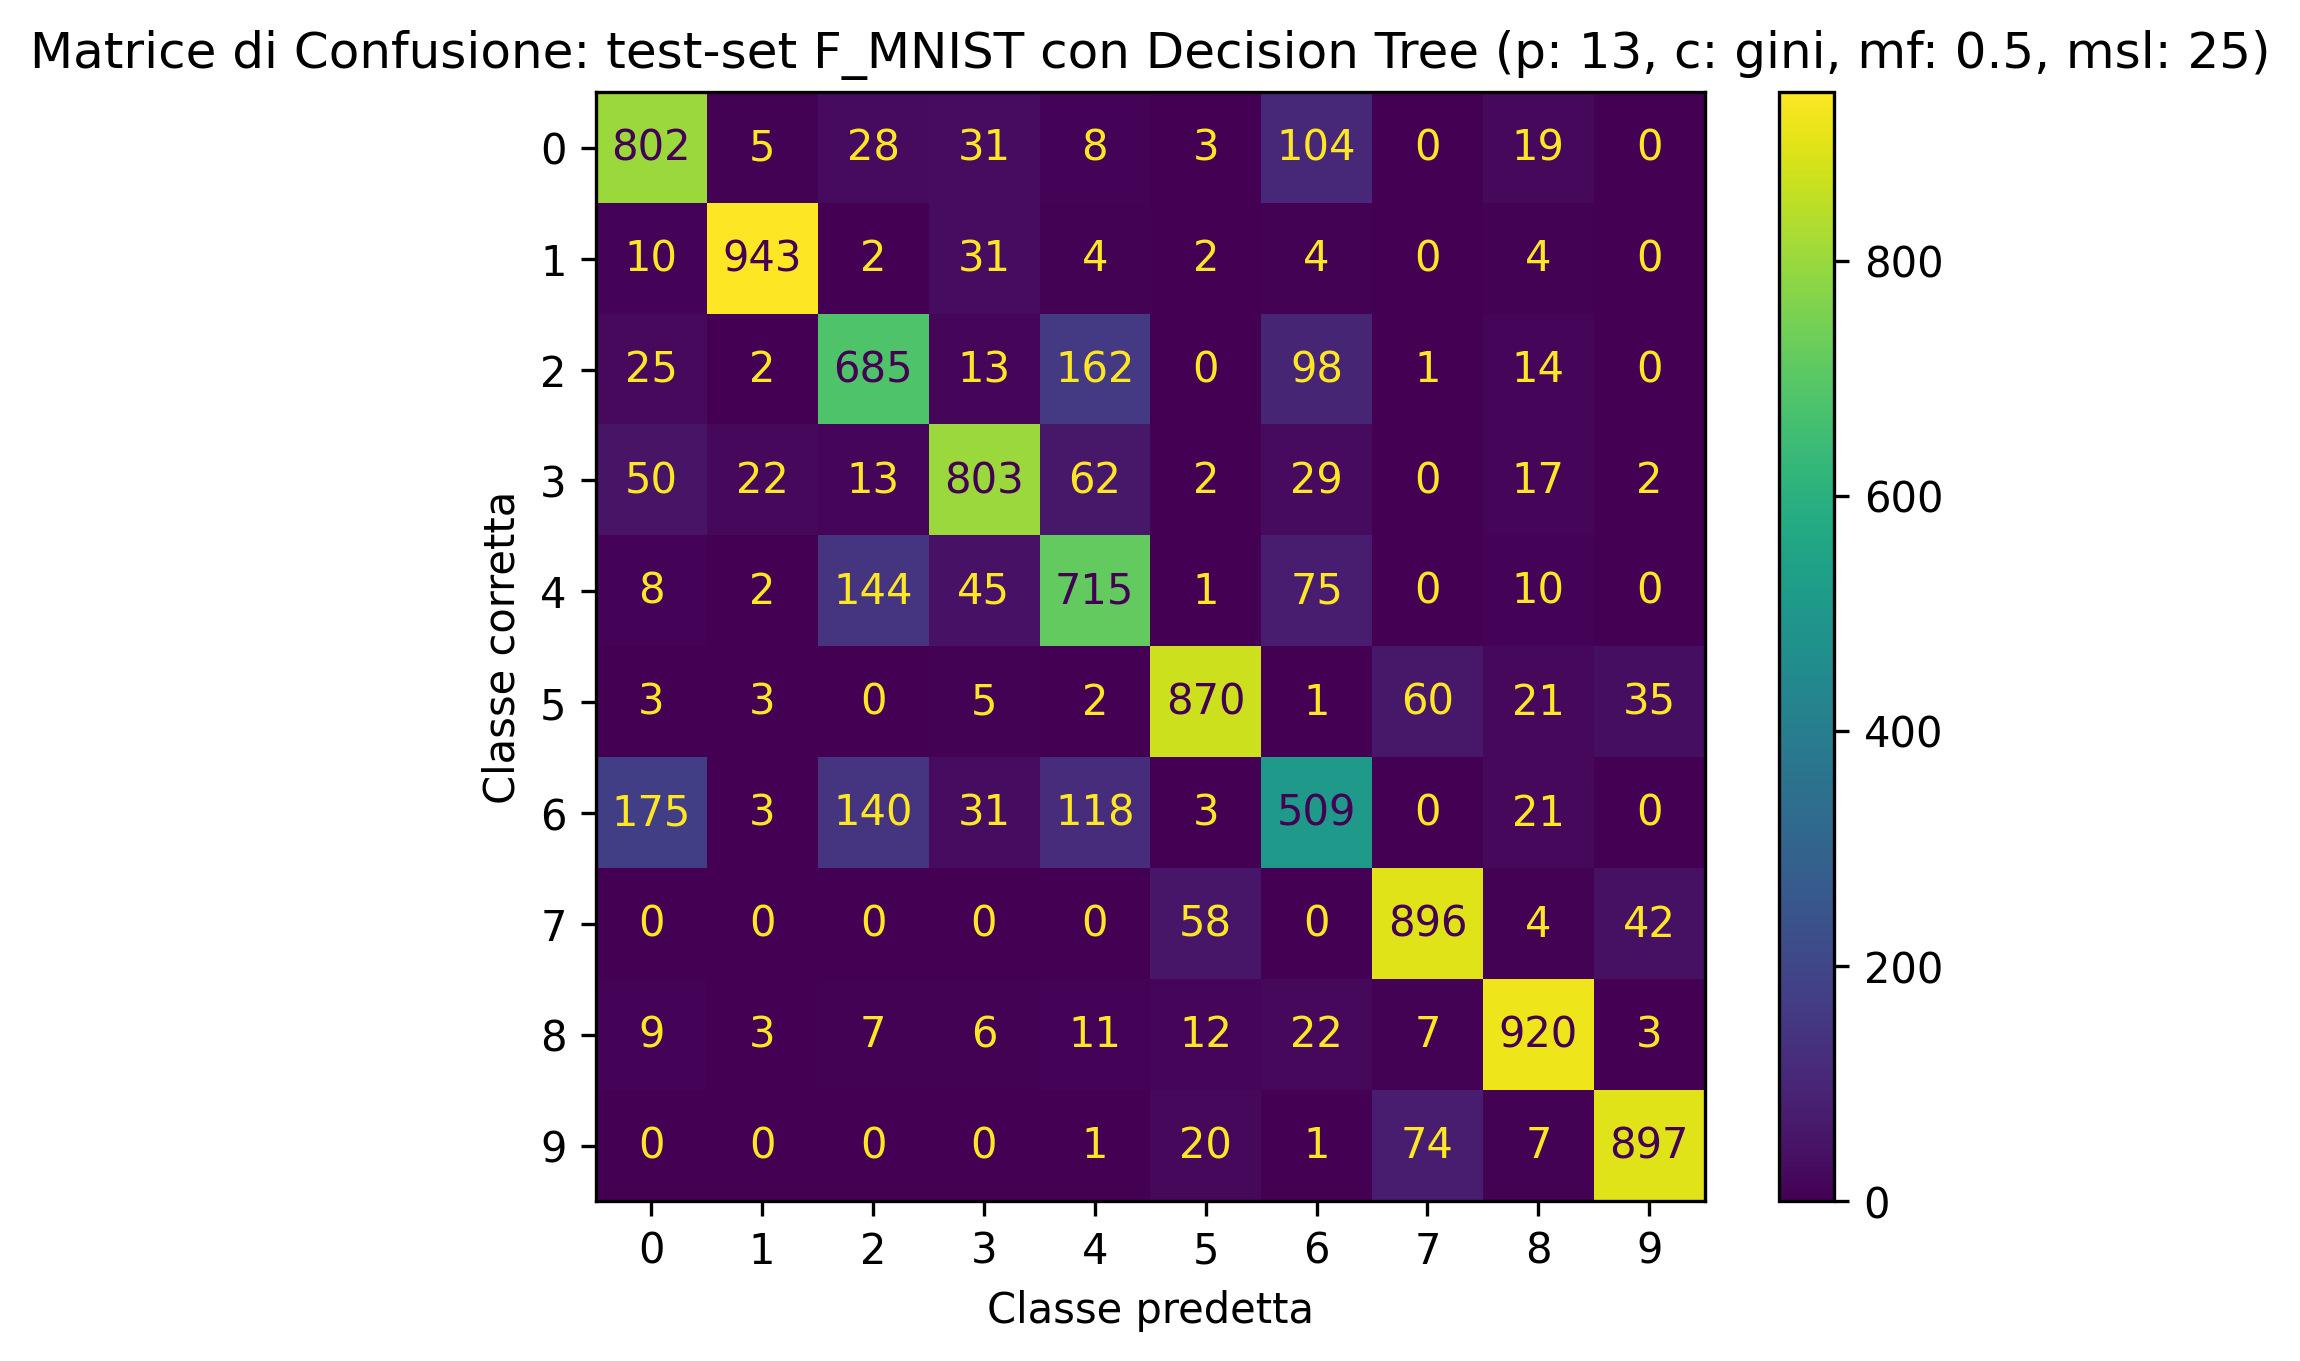 Matrice di Confusione: test-set F_MNIST con Decision Tree (p: 13, c: gini, mf: 0.5, msl: 25)
0 802 5 28 31 8 3 104 0 19 0
1 10 943 2 31 4 2 4 0 4 0
2 25 2 685 13 162 0 98 1 14 0
3 50 22 13 803 62 2 29 0 17 2
4 8 2 144 45 715 1 75 0 10 0
5 3 3 0 5 2 870 1 60 21 35
6 175 3 140 31 118 3 509 0 21 0
7 0 0 0 0 0 58 0 896 4 42
8 9 3 7 6 11 12 22 7 920 3
9 0 0 0 0 1 20 1 74 7 897
0 1 2 3 4 5 6 7 8 9
Classe predetta
Classe corretta
800
600
400
200
0